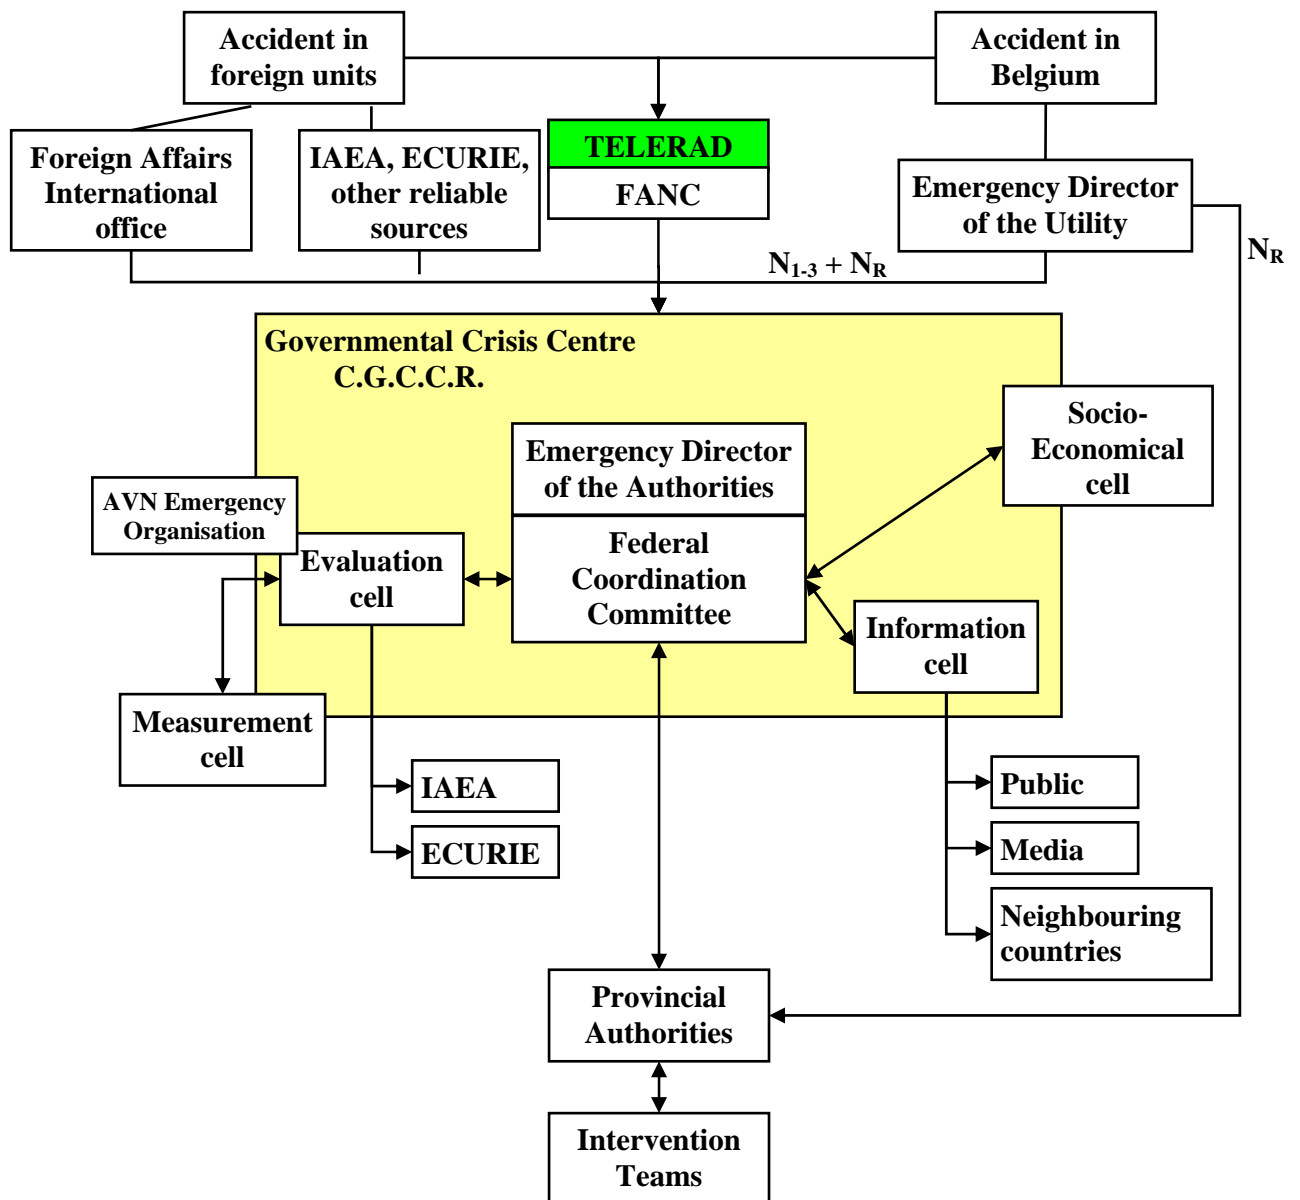 Accident in
foreign units
Accident in
Belgium
Foreign Affairs
International
office
IAEA, ECURIE,
other reliable
sources
TELERAD
FANC
Emergency Director
of the Utility
N₁₋₃ + N_R
N_R
Governmental Crisis Centre
C.G.C.C.R.
Socio-
Economical
cell
Emergency Director
of the Authorities
AVN Emergency
Organisation
Evaluation
cell
Federal
Coordination
Committee
Information
cell
Measurement
cell
IAEA
ECURIE
Public
Media
Neighbouring
countries
Provincial
Authorities
Intervention
Teams